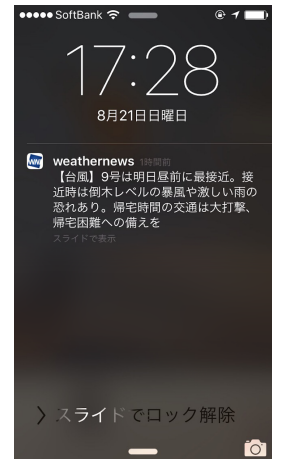 SoftBank
17:28
8月21日日曜日
weathernews 1時間前
【台風】9号は明日昼前に最接近。接
近時は倒木レベルの暴風や激しい雨の
恐れあり。帰宅時間の交通は大打撃、
帰宅困難への備えを
スライドで表示
スライドでロック解除